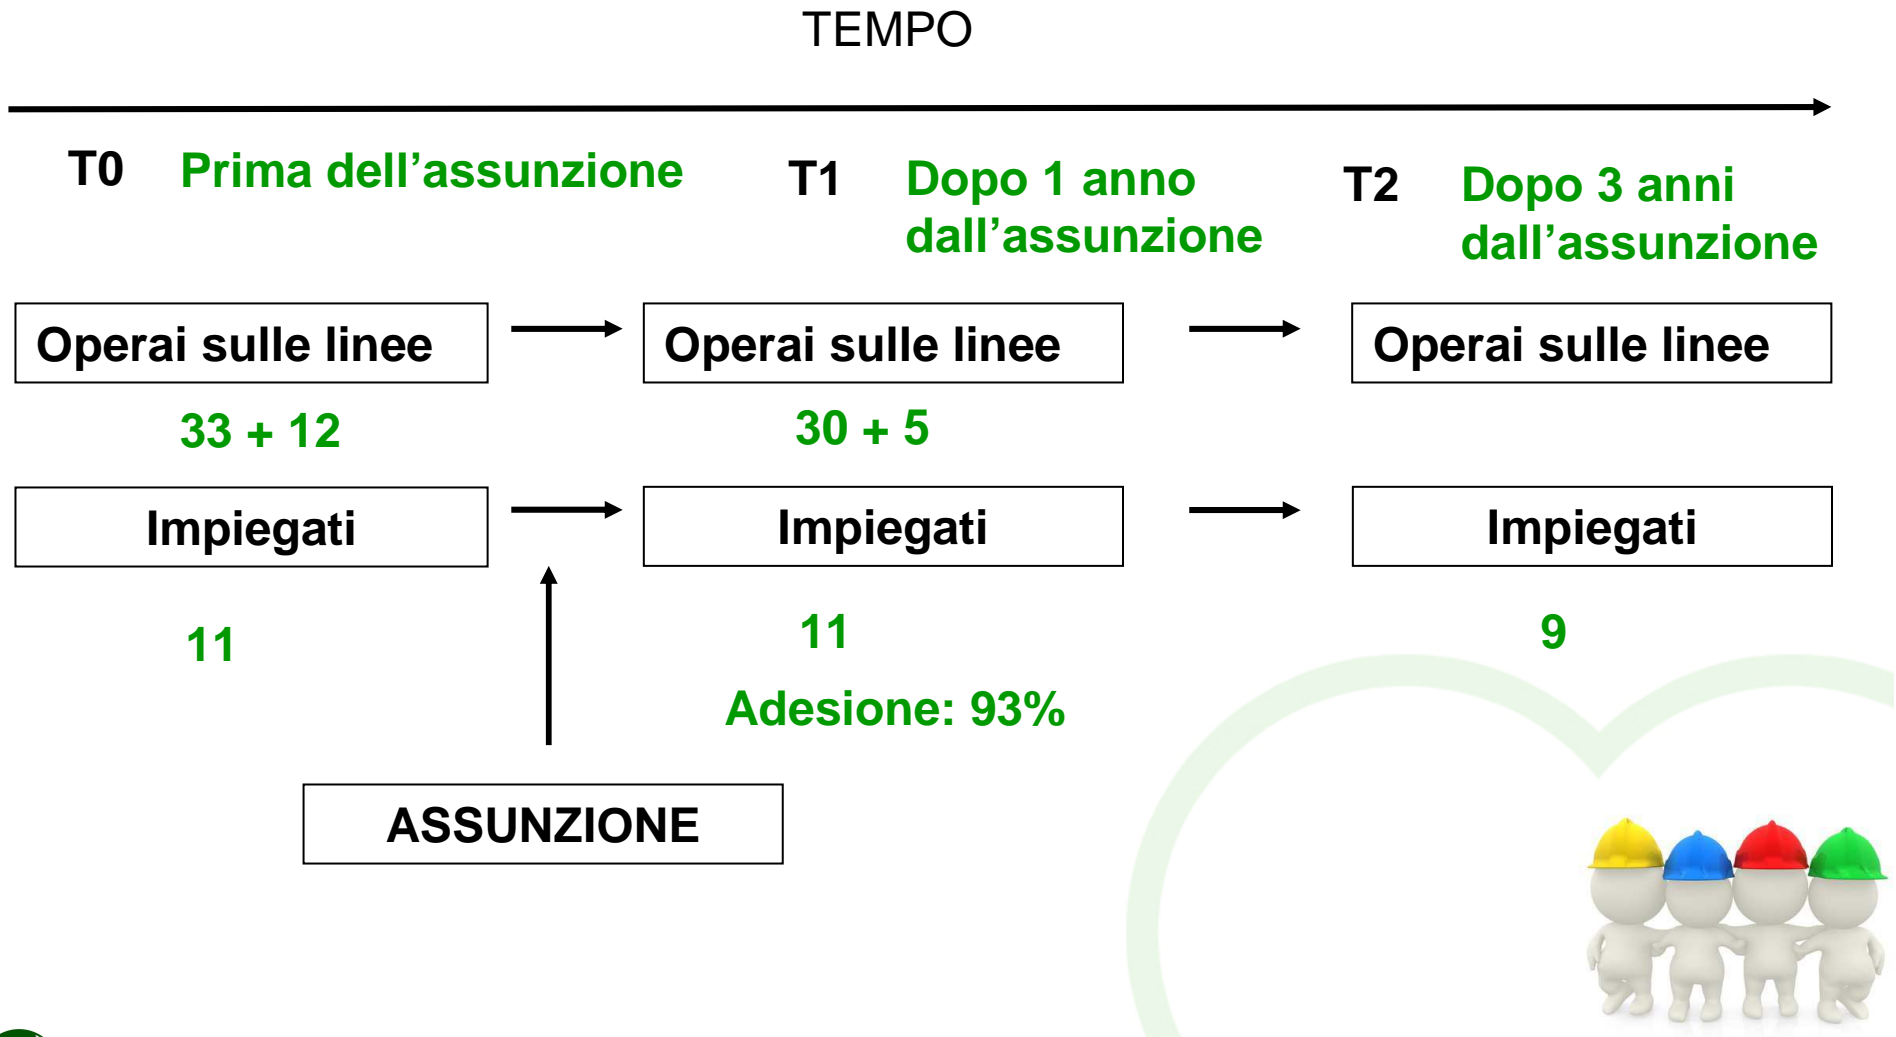 TEMPO
T0 Prima dell’assunzione
T1 Dopo 1 anno
dall’assunzione
T2 Dopo 3 anni
dall’assunzione
Operai sulle linee
Operai sulle linee
Operai sulle linee
33 + 12
30 + 5
Impiegati
Impiegati
Impiegati
11
11
9
Adesione: 93%
ASSUNZIONE